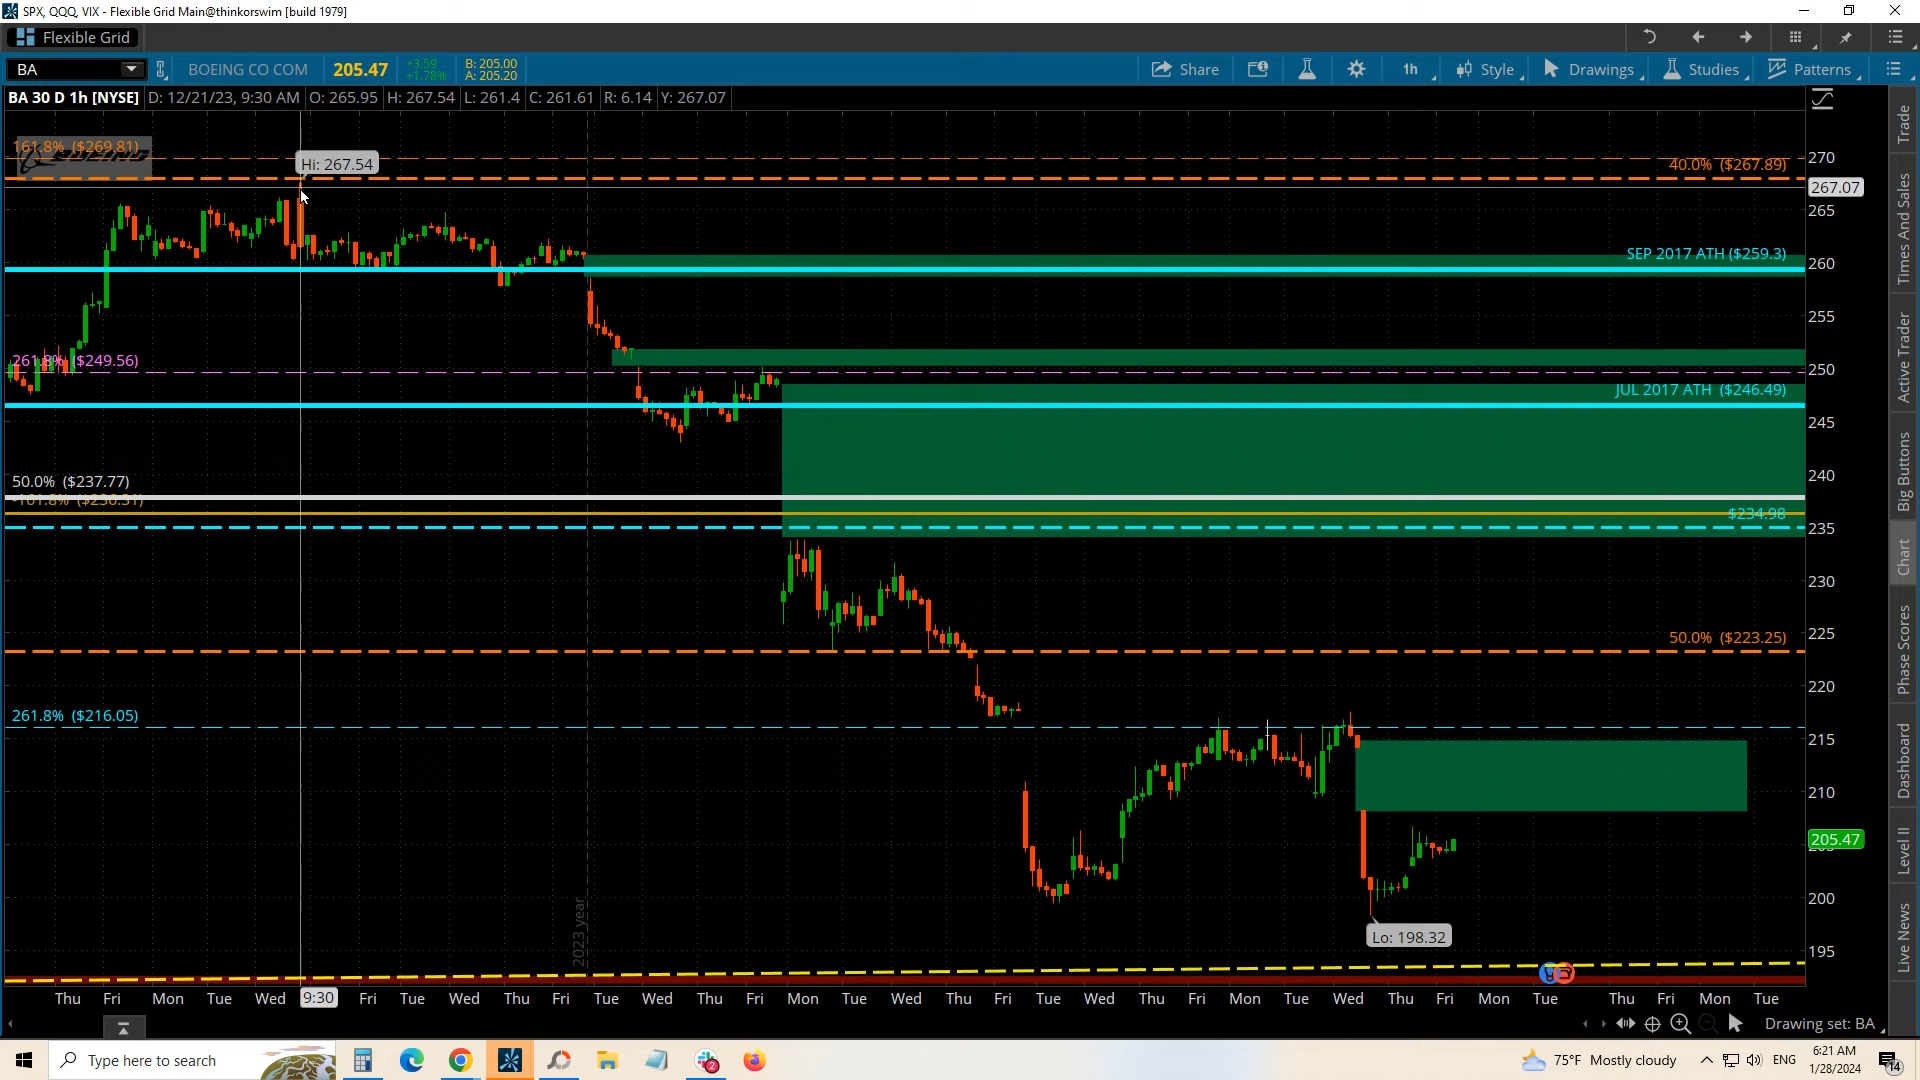 SPX, QQQ, VIX - Flexible Grid Main@thinkorswim [build 1979]
Flexible Grid
BA BOEING CO COM 205.47 +3.59 +1.78% B: 205.00 A: 205.20 Share 1h Style Drawings Studies Patterns
BA 30 D 1h [NYSE] D: 12/21/23, 9:30 AM O: 265.95 H: 267.54 L: 261.4 C: 261.61 R: 6.14 Y: 267.07
161.8% ($269.81)
BOEING
Hi: 267.54
40.0% ($267.89)
SEP 2017 ATH ($259.3)
261.8% ($249.56)
JUL 2017 ATH ($246.49)
50.0% ($237.77)
-161.8% ($236.31)
$234.98
50.0% ($223.25)
261.8% ($216.05)
Lo: 198.32
2023 year
270
267.07
265
260
255
250
245
240
235
230
225
220
215
210
205.47
200
195
Trade
Times And Sales
Active Trader
Big Buttons
Chart
Phase Scores
Dashboard
Level II
Live News
Thu Fri Mon Tue Wed 9:30 Fri Tue Wed Thu Fri Tue Wed Thu Fri Mon Tue Wed Thu Fri Tue Wed Thu Fri Mon Tue Wed Thu Fri Mon Tue Thu Fri Mon Tue
Drawing set: BA
Type here to search
2
75°F Mostly cloudy
ENG
6:21 AM
1/28/2024
14